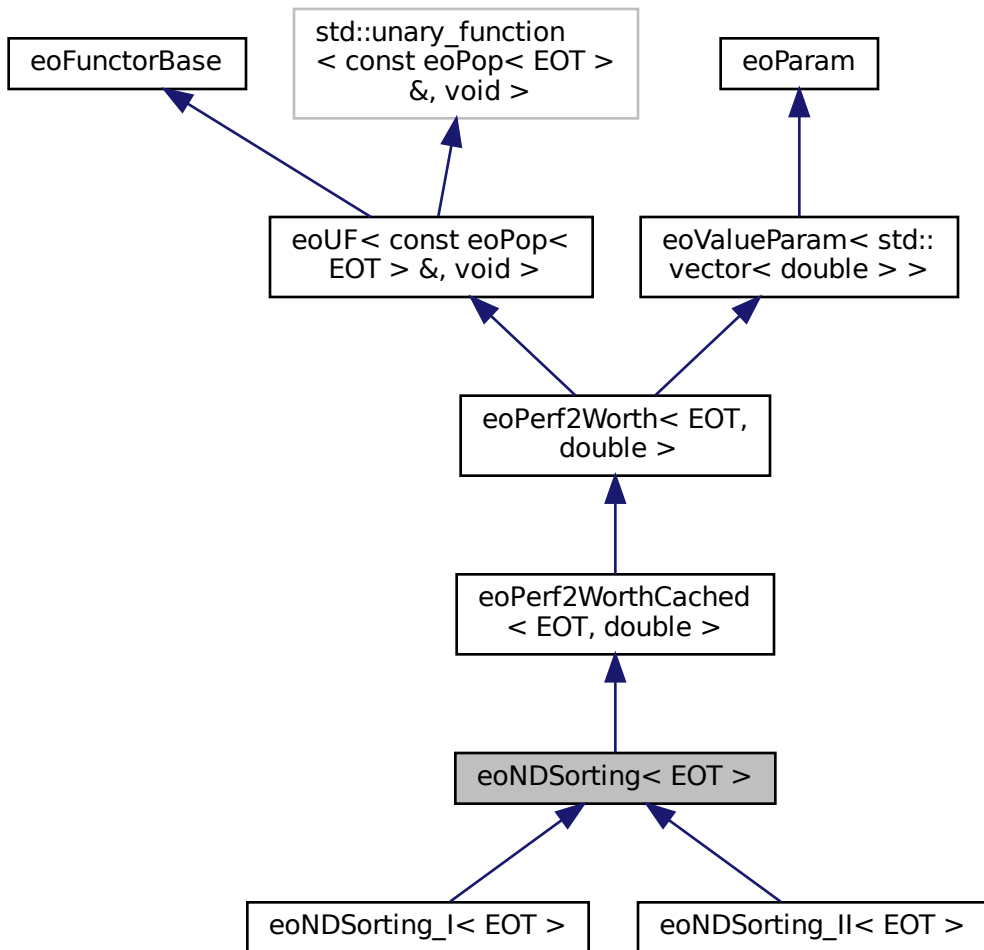 eoFunctorBase
std::unary_function
< const eoPop< EOT >
&, void >
eoParam
eoUF< const eoPop<
EOT > &, void >
eoValueParam< std::
vector< double > >
eoPerf2Worth< EOT,
double >
eoPerf2WorthCached
< EOT, double >
eoNDSorting< EOT >
eoNDSorting_I< EOT >
eoNDSorting_II< EOT >